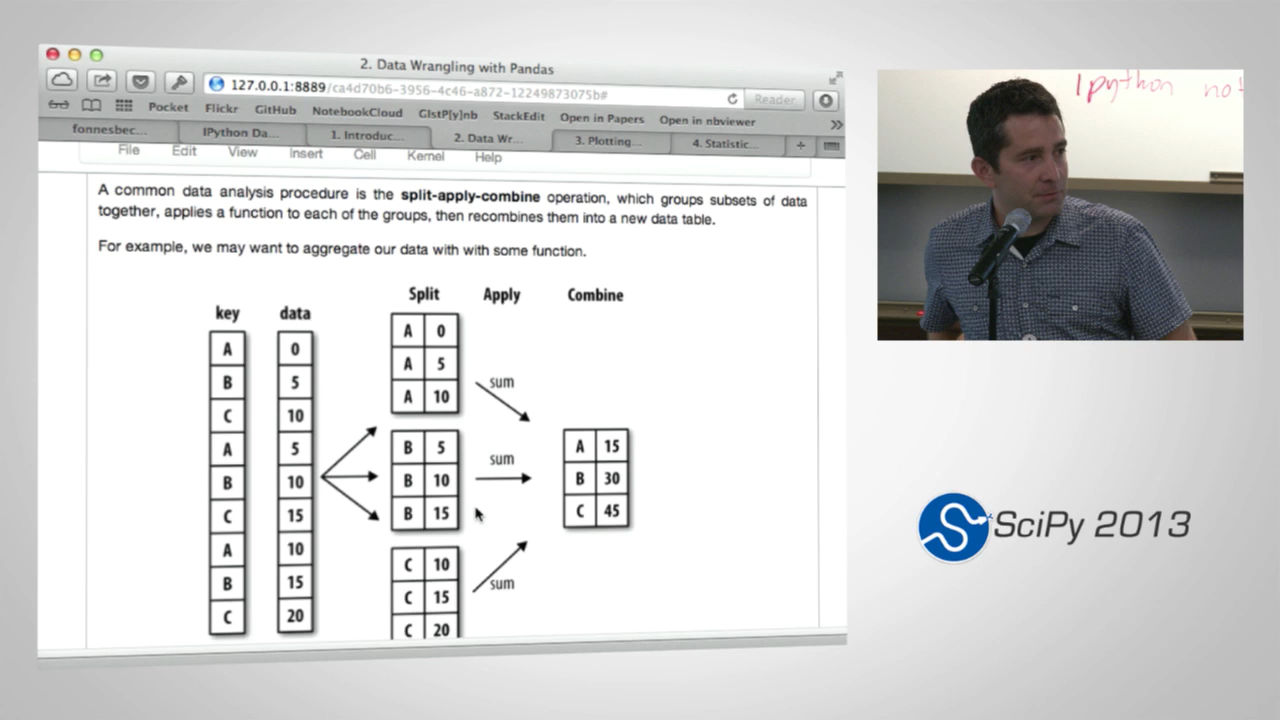 2. Data Wrangling with Pandas
127.0.0.1:8889/ca4d70b6-3956-4c46-a872-12249873075b#
Reader
Pocket Flickr GitHub NotebookCloud GIstP[y]nb StackEdit Open in Papers Open in nbviewer
fonnesbec... IPython Da... 1. Introduc... 2. Data Wr... 3. Plotting... 4. Statistic...
File Edit View Insert Cell Kernel Help
A common data analysis procedure is the split-apply-combine operation, which groups subsets of data
together, applies a function to each of the groups, then recombines them into a new data table.
For example, we may want to aggregate our data with with some function.
key data
A 0
B 5
C 10
A 5
B 10
C 15
A 10
B 15
C 20
Split
A 0
A 5
A 10
B 5
B 10
B 15
C 10
C 15
C 20
Apply
sum
sum
sum
Combine
A 15
B 30
C 45
Ipython not
SciPy 2013